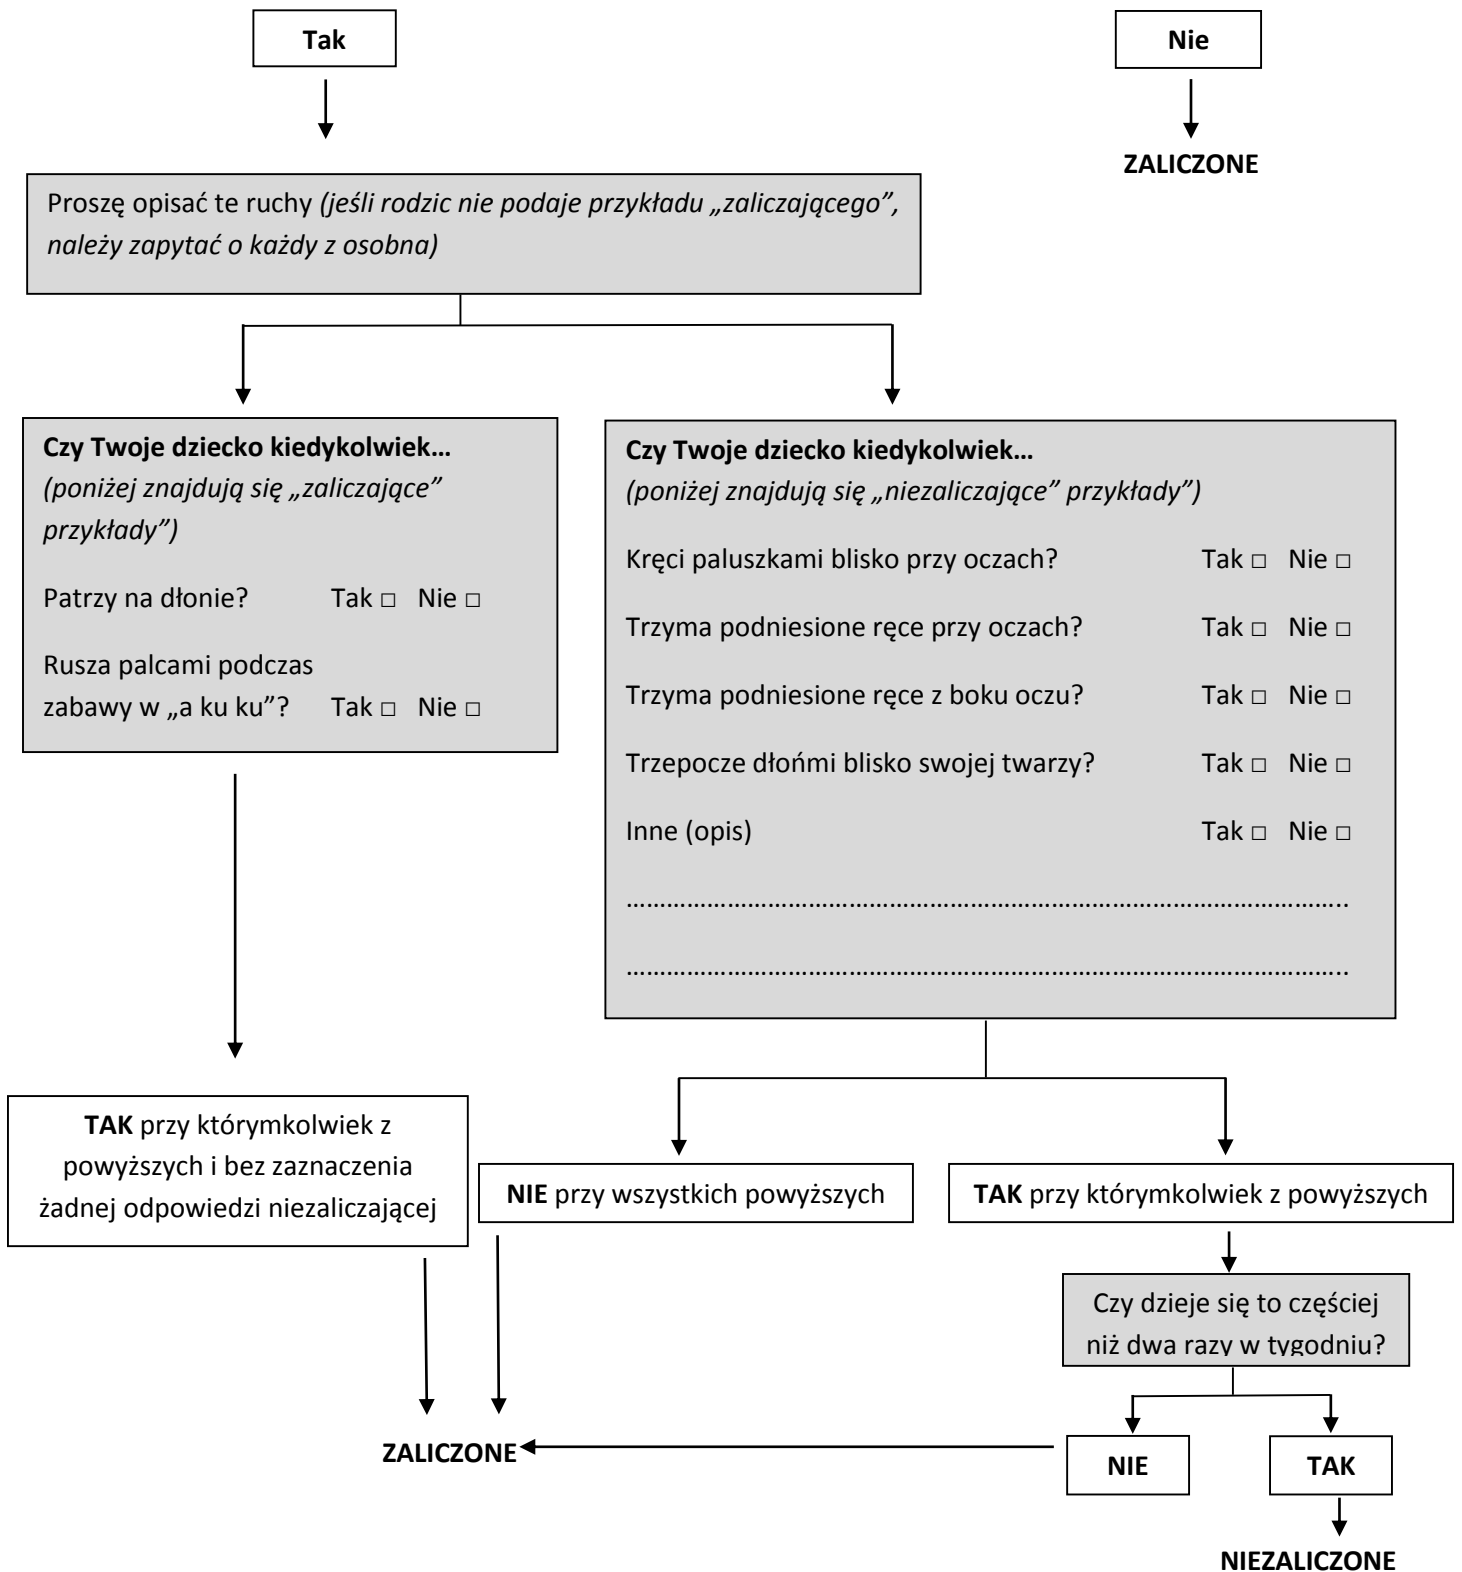 Tak
Nie
ZALICZONE
Proszę opisać te ruchy (jeśli rodzic nie podaje przykładu „zaliczającego”,
należy zapytać o każdy z osobna)
Czy Twoje dziecko kiedykolwiek…
(poniżej znajdują się „zaliczające”
przykłady”)
Patrzy na dłonie? Tak □ Nie □
Rusza palcami podczas
zabawy w „a ku ku”? Tak □ Nie □
Czy Twoje dziecko kiedykolwiek…
(poniżej znajdują się „niezaliczające” przykłady”)
Kręci paluszkami blisko przy oczach? Tak □ Nie □
Trzyma podniesione ręce przy oczach? Tak □ Nie □
Trzyma podniesione ręce z boku oczu? Tak □ Nie □
Trzepocze dłońmi blisko swojej twarzy? Tak □ Nie □
Inne (opis) Tak □ Nie □
……………………………………………………………………………………………..
……………………………………………………………………………………………..
TAK przy którymkolwiek z
powyższych i bez zaznaczenia
żadnej odpowiedzi niezaliczającej
NIE przy wszystkich powyższych
TAK przy którymkolwiek z powyższych
Czy dzieje się to częściej
niż dwa razy w tygodniu?
ZALICZONE
NIE
TAK
NIEZALICZONE